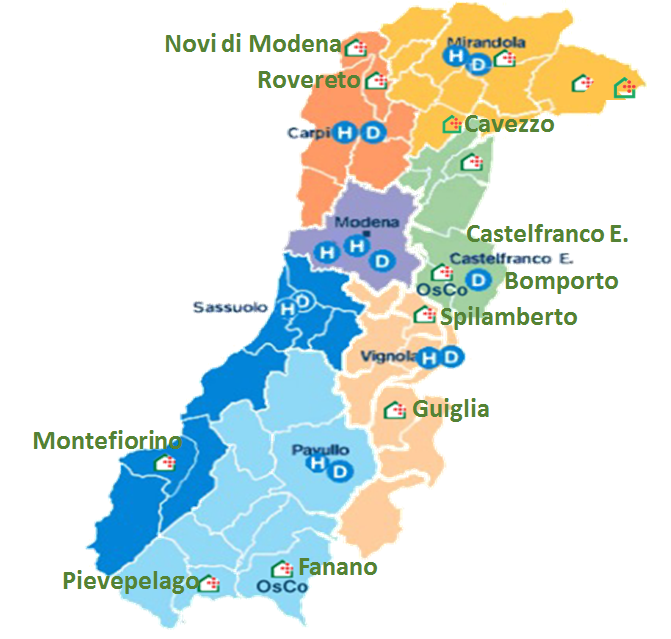 Mirandola
Novi di Modena
H D
Rovereto
Cavezzo
Carpi H D
Modena
Castelfranco E.
H H D
Castelfranco E.
D Bomporto
OsCo
Sassuolo H D
Spilamberto
Vignola H D
Guiglia
Montefiorino
Pavullo
H D
Fanano
Pievepelago
OsCo